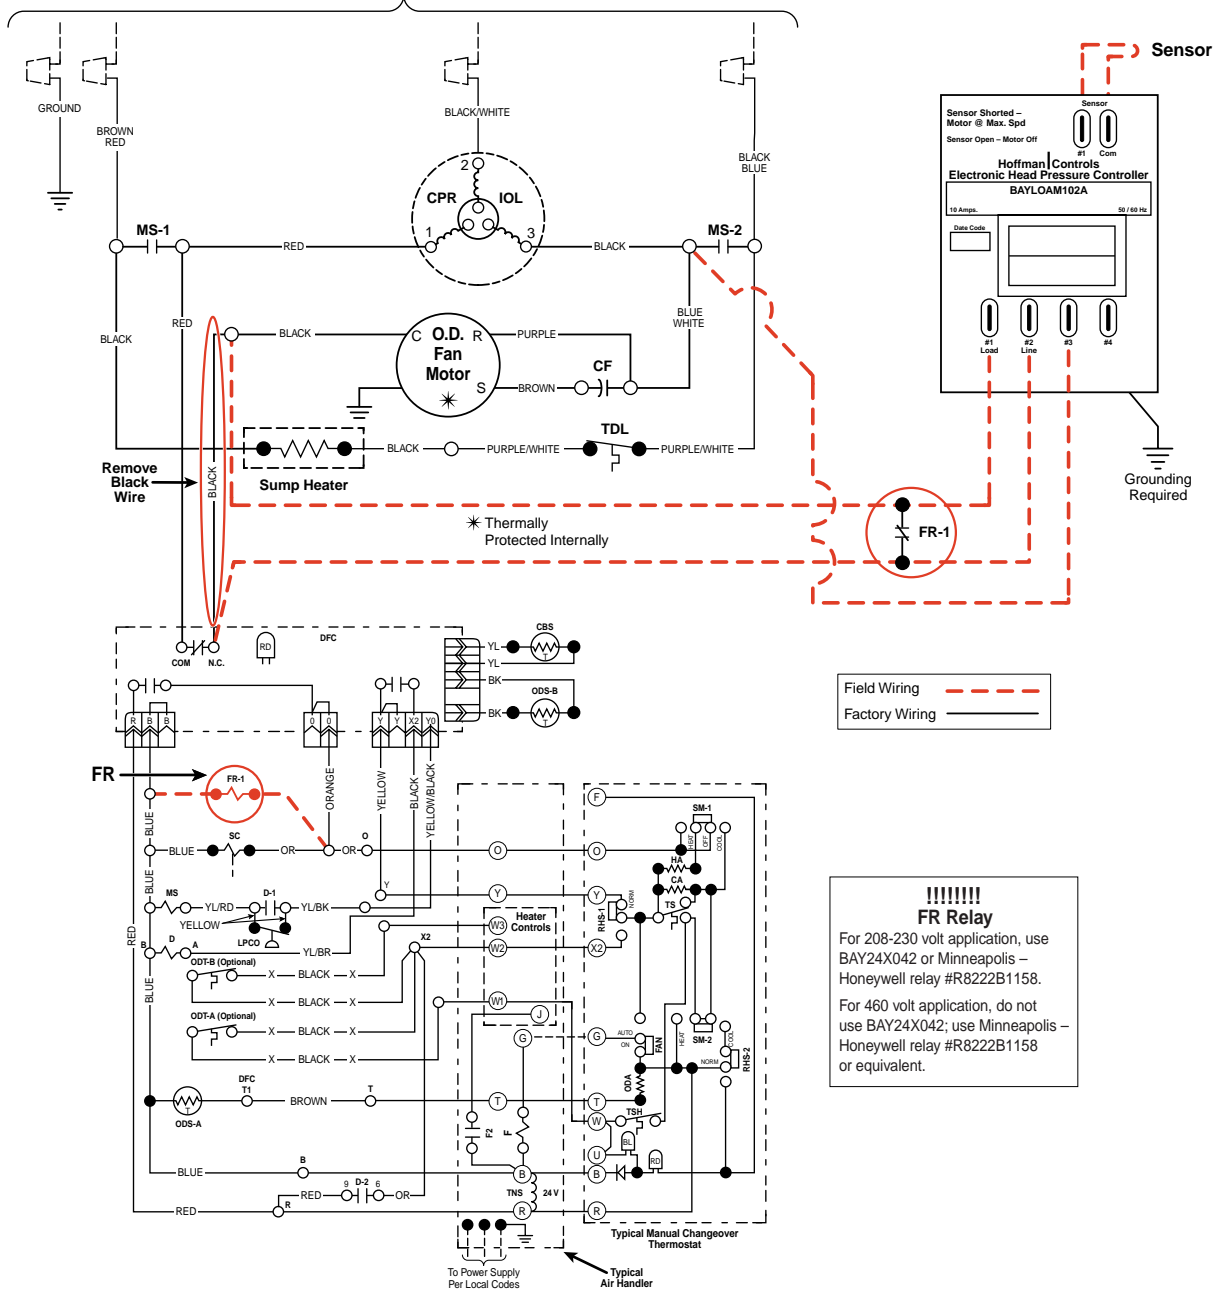 Sensor
GROUND
BROWN
RED
BLACK/WHITE
BLACK
BLUE
Sensor Shorted –
Motor @ Max. Spd
Sensor Open – Motor Off
Sensor
#1
Com
Hoffman Controls
Electronic Head Pressure Controller
BAYLOAM102A
10 Amps.
50 / 60 Hz
Date Code
#1
Load
#2
Line
#3
#4
Grounding
Required
2
CPR
IOL
1
3
MS-1
RED
BLACK
MS-2
RED
BLACK
BLUE
WHITE
BLACK
C
O.D.
Fan
Motor
R
S
PURPLE
BROWN
CF
TDL
BLACK
PURPLE/WHITE
PURPLE/WHITE
Sump Heater
Remove
Black
Wire
BLACK
Thermally
Protected Internally
FR-1
COM
N.C.
RD
DFC
CBS
T
YL
YL
BK
BK
ODS-B
T
R
B
B
0
0
Y
Y
X2
Y0
Field Wiring
Factory Wiring
FR
FR-1
ORANGE
YELLOW
BLACK
YELLOW/BLACK
BLUE
BLUE
SC
OR
OR
O
O
O
F
SM-1
HEAT
OFF
COOL
HA
CA
TS
BLUE
MS
YL/RD
D-1
YL/BK
YELLOW
LPCO
Y
Y
Y
NORM
RHS-1
RED
B
D
A
YL/BR
X2
W3
Heater
Controls
W2
X2
ODT-B (Optional)
X
BLACK
X
X
BLACK
X
BLUE
ODT-A (Optional)
X
BLACK
X
X
BLACK
X
W1
J
G
G
AUTO
ON
FAN
HEAT
SM-2
COOL
NORM
RHS-2
ODA
ODS-A
T
DFC
T1
BROWN
T
T
T
F2
F
W
TSH
U
BL
RD
BLUE
B
B
B
TNS
24 V
RED
9
D-2
6
OR
RED
R
R
R
Typical Manual Changeover
Thermostat
To Power Supply
Per Local Codes
Typical
Air Handler
!!!!!!!!
FR Relay
For 208-230 volt application, use
BAY24X042 or Minneapolis –
Honeywell relay #R8222B1158.
For 460 volt application, do not
use BAY24X042; use Minneapolis –
Honeywell relay #R8222B1158
or equivalent.